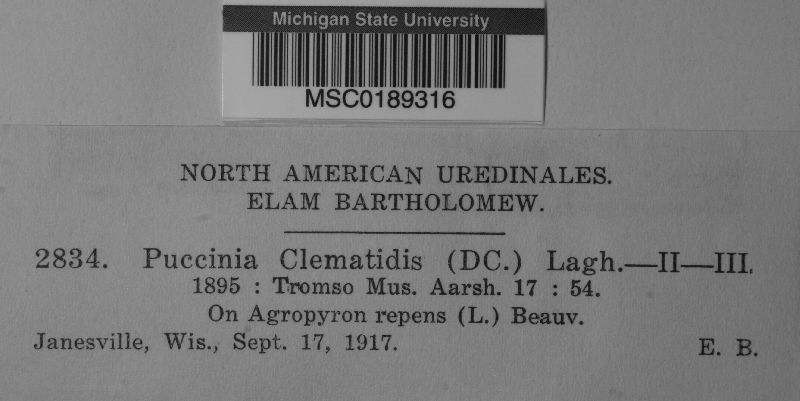 Michigan State University
MSC0189316
NORTH AMERICAN UREDINALES.
ELAM BARTHOLOMEW.
2834. Puccinia Clematidis (DC.) Lagh.—II—III.
1895 : Tromso Mus. Aarsh. 17 : 54.
On Agropyron repens (L.) Beauv.
Janesville, Wis., Sept. 17, 1917. E. B.